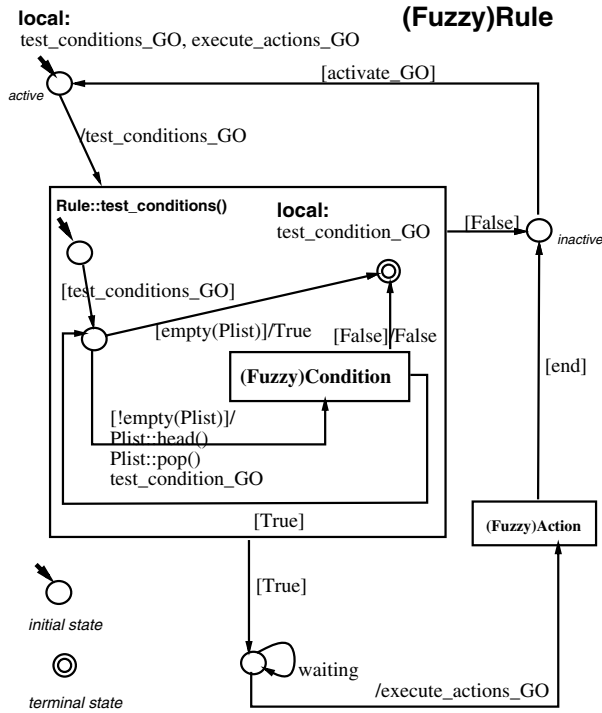 (Fuzzy)Rule
local:
test_conditions_GO, execute_actions_GO
active
[activate_GO]
/test_conditions_GO
Rule::test_conditions()
local:
test_condition_GO
[False]
inactive
[test_conditions_GO]
[empty(Plist)]/True
[False]/False
(Fuzzy)Condition
[end]
[!empty(Plist)]/
Plist::head()
Plist::pop()
test_condition_GO
[True]
(Fuzzy)Action
[True]
initial state
waiting
/execute_actions_GO
terminal state